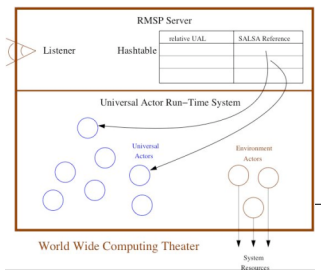 RMSP Server
Listener
Hashtable
relative UAL
SALSA Reference
Universal Actor Run-Time System
Universal
Actors
Environment
Actors
World Wide Computing Theater
System
Resources